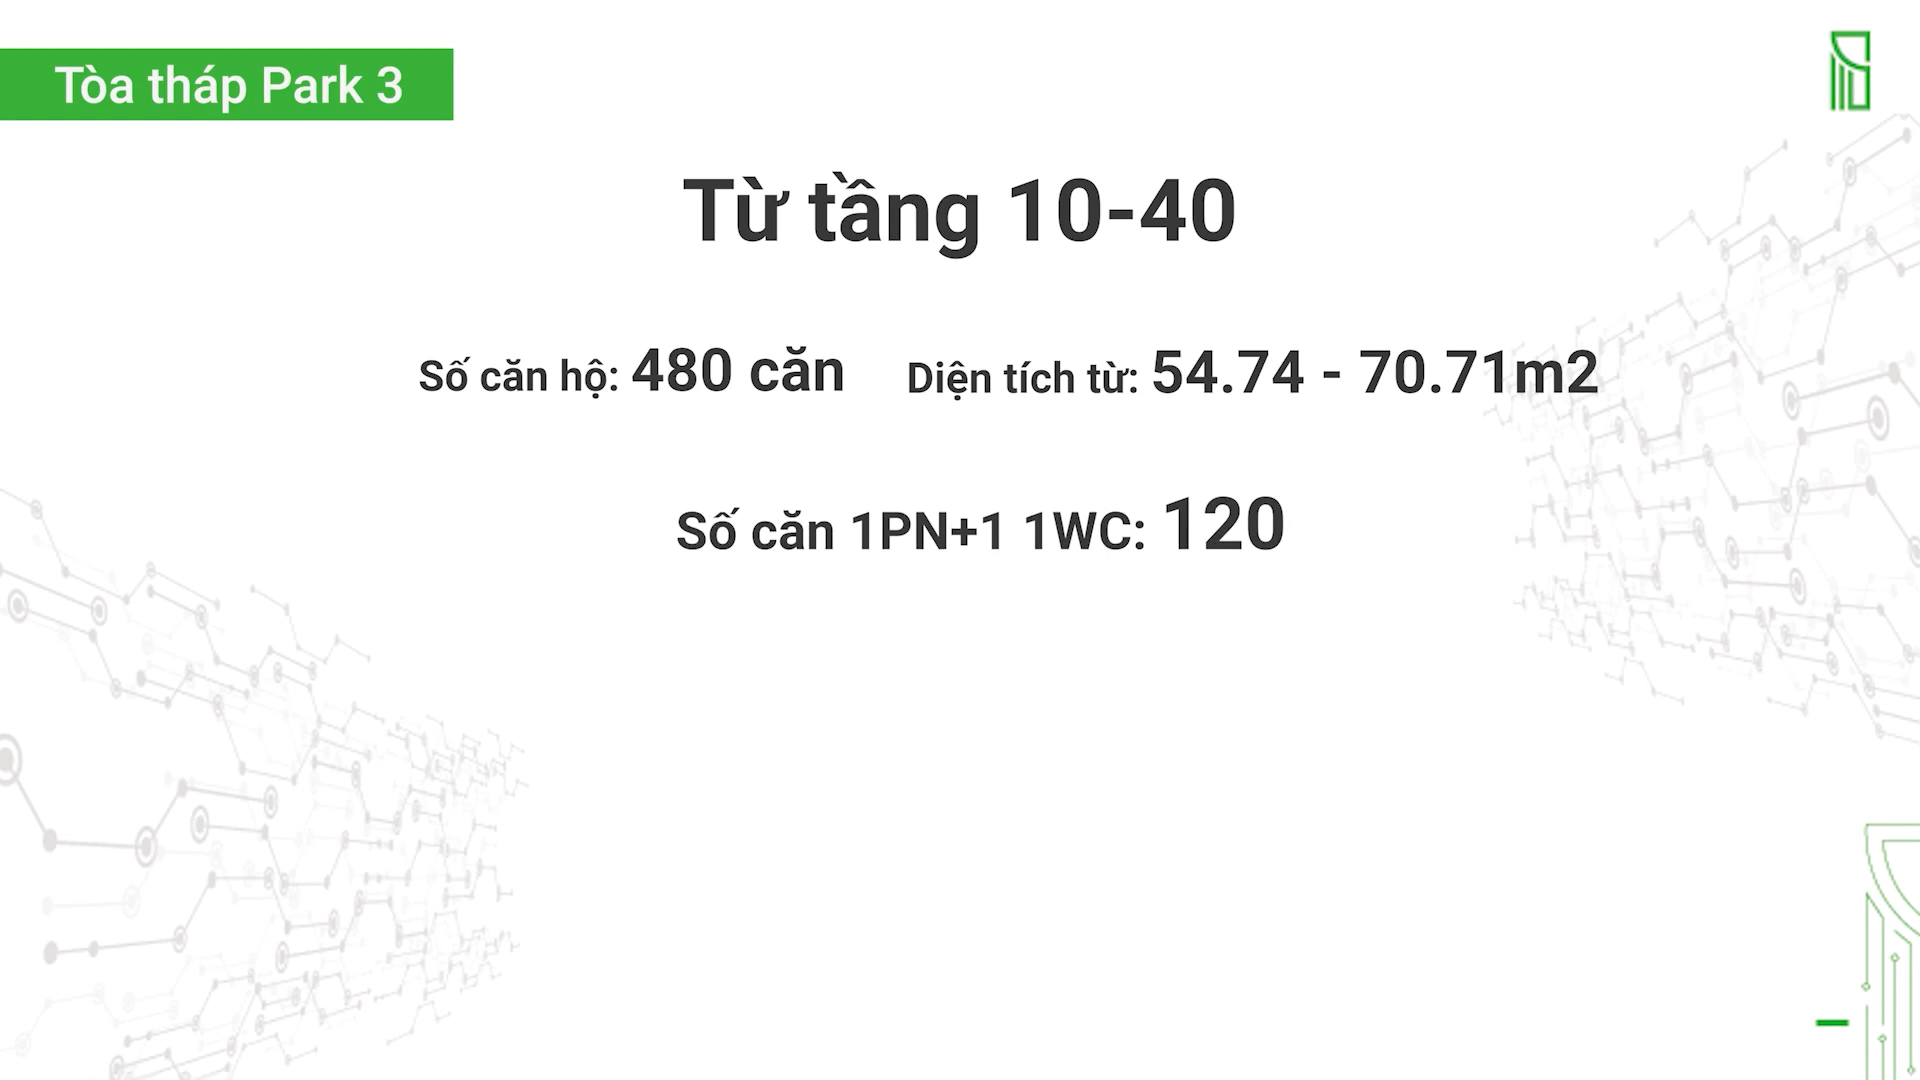 Tòa tháp Park 3
Từ tầng 10-40
Số căn hộ: 480 căn Diện tích từ: 54.74 - 70.71m2
Số căn 1PN+1 1WC: 120